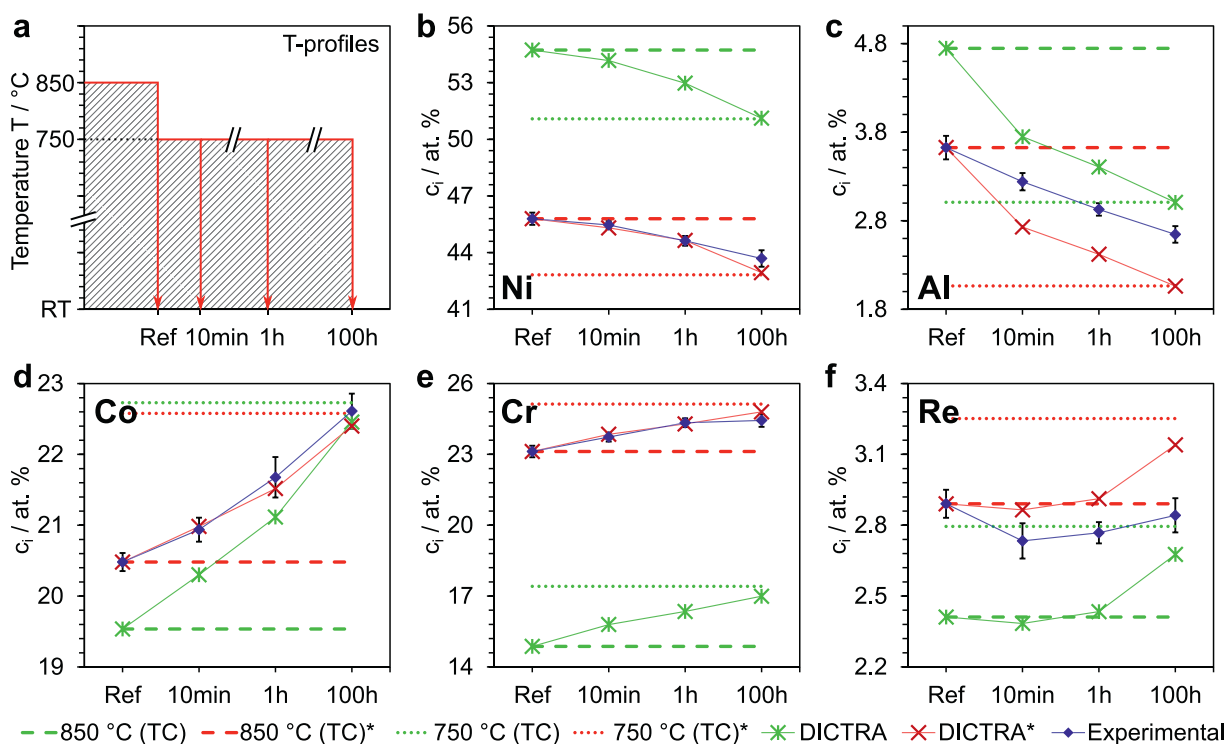 a
T-profiles
Temperature T / °C
850
750
RT
Ref 10min 1h 100h
b
c_i / at. %
56
53
50
47
44
41
Ni
c
c_i / at. %
4.8
3.8
2.8
1.8
Al
Ref 10min 1h 100h
Ref 10min 1h 100h
d
Co
c_i / at. %
23
22
21
20
19
Ref 10min 1h 100h
e
Cr
c_i / at. %
26
23
20
17
14
Ref 10min 1h 100h
f
Re
c_i / at. %
3.4
3.1
2.8
2.5
2.2
Ref 10min 1h 100h
850 °C (TC) 850 °C (TC)* 750 °C (TC) 750 °C (TC)* DICTRA DICTRA* Experimental